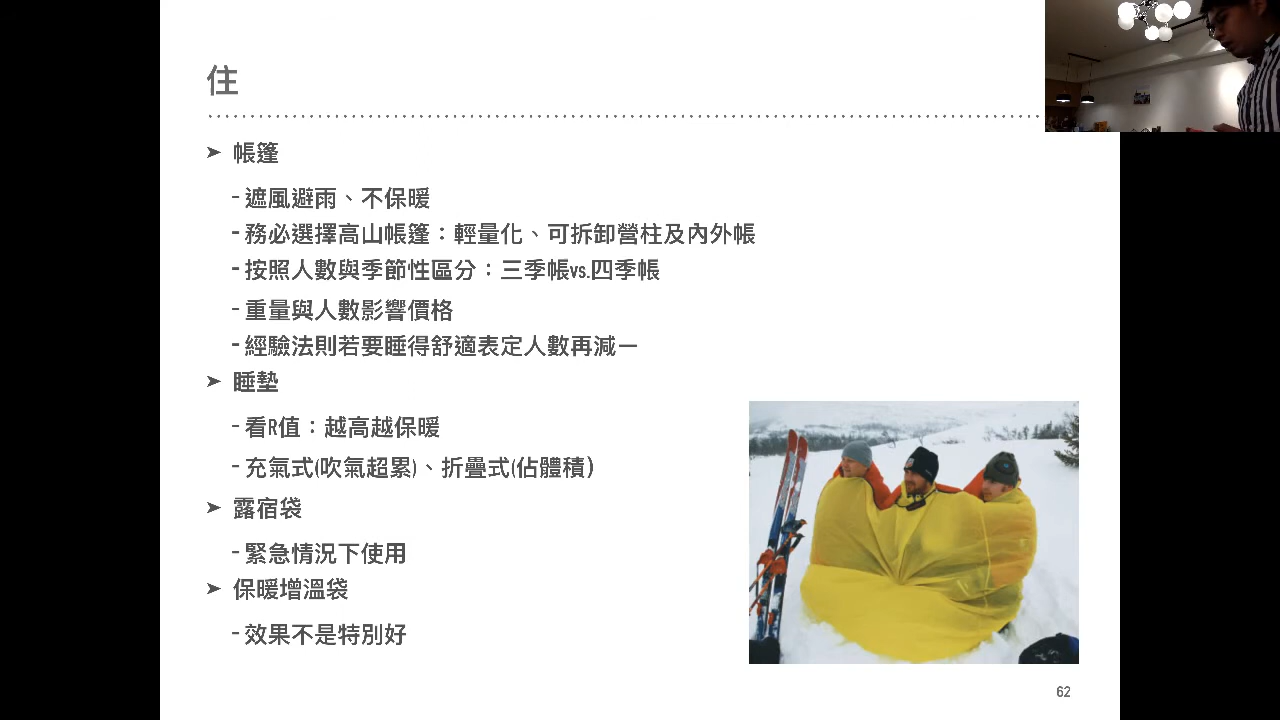 住
➤ 帳篷
-遮風避雨、不保暖
-務必選擇高山帳篷：輕量化、可拆卸營柱及內外帳
-按照人數與季節性區分：三季帳vs.四季帳
-重量與人數影響價格
-經驗法則若要睡得舒適表定人數再減一
➤ 睡墊
-看R值：越高越保暖
-充氣式(吹氣超累)、折疊式(佔體積)
➤ 露宿袋
-緊急情況下使用
➤ 保暖增溫袋
-效果不是特別好
62